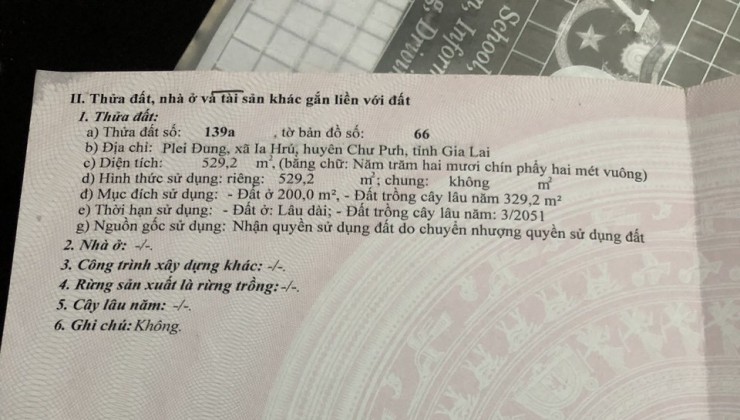 School,
n, Inform
& Drivin
II. Thửa đất, nhà ở và tài sản khác gắn liền với đất
1. Thửa đất:
a) Thửa đất số: 139a , tờ bản đồ số: 66
b) Địa chỉ: Plei Đung, xã Ia Hrú, huyện Chư Pưh, tỉnh Gia Lai
c) Diện tích: 529,2 m², (bằng chữ: Năm trăm hai mươi chín phẩy hai mét vuông)
d) Hình thức sử dụng: riêng: 529,2 m²; chung: không m²
đ) Mục đích sử dụng: - Đất ở 200,0 m², - Đất trồng cây lâu năm 329,2 m²
e) Thời hạn sử dụng: - Đất ở: Lâu dài; - Đất trồng cây lâu năm: 3/2051
g) Nguồn gốc sử dụng: Nhận quyền sử dụng đất do chuyển nhượng quyền sử dụng đất
2. Nhà ở: -/-.
3. Công trình xây dựng khác: -/-.
4. Rừng sản xuất là rừng trồng: -/-.
5. Cây lâu năm: -/-.
6. Ghi chú: Không.